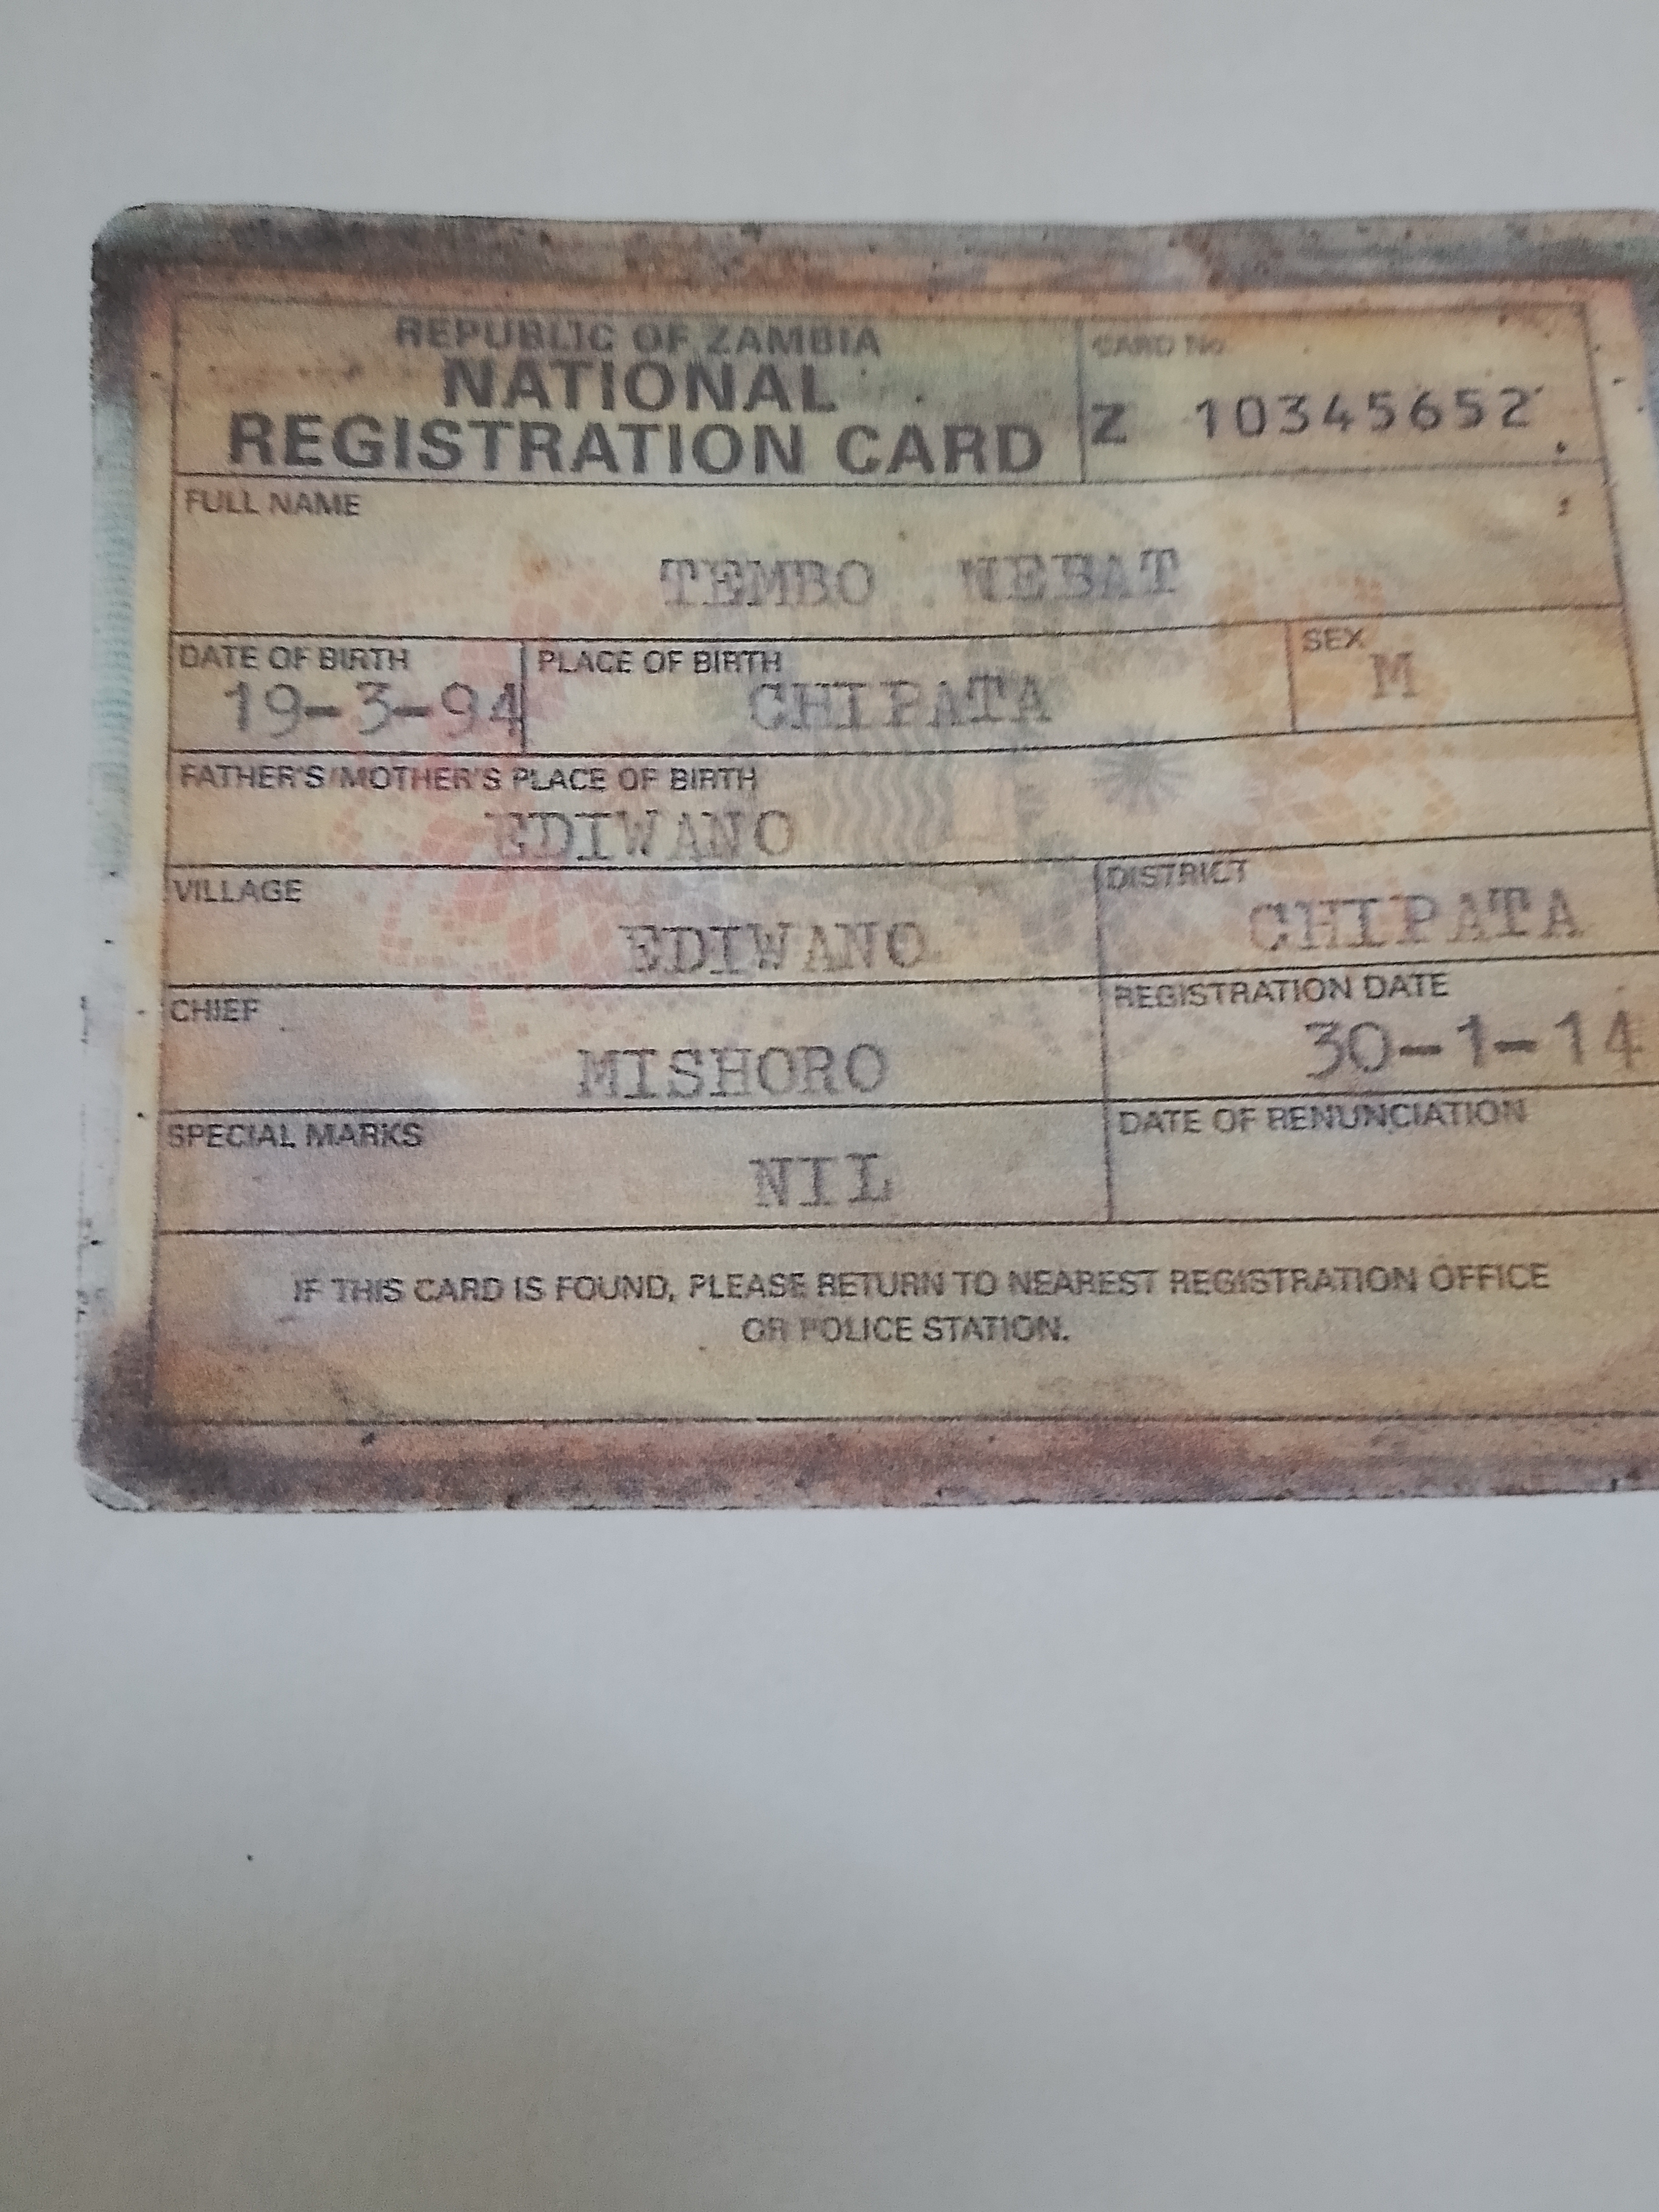 REPUBLIC OF ZAMBIA
NATIONAL
REGISTRATION CARD
CARD No.
Z 10345652
FULL NAME
TEMBO NEBAT
DATE OF BIRTH
19-3-94
PLACE OF BIRTH
CHIPATA
SEX
M
FATHER'S/MOTHER'S PLACE OF BIRTH
EDIWANO
VILLAGE
EDIWANO
DISTRICT
CHIPATA
CHIEF
MISHORO
REGISTRATION DATE
30-1-14
SPECIAL MARKS
NIL
DATE OF RENUNCIATION
IF THIS CARD IS FOUND, PLEASE RETURN TO NEAREST REGISTRATION OFFICE
OR POLICE STATION.